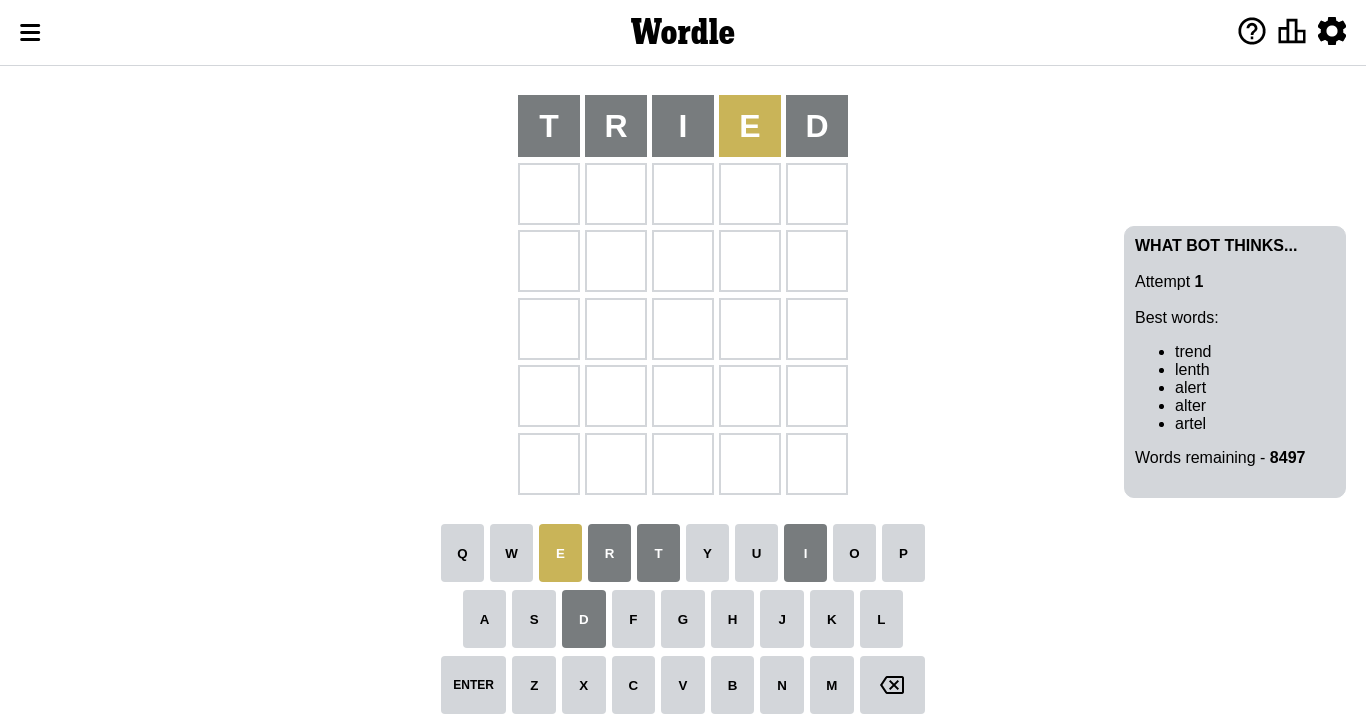 Wordle
T R I E D
WHAT BOT THINKS...
Attempt 1
Best words:
trend
lenth
alert
alter
artel
Words remaining - 8497
Q W E R T Y U I O P
A S D F G H J K L
ENTER Z X C V B N M